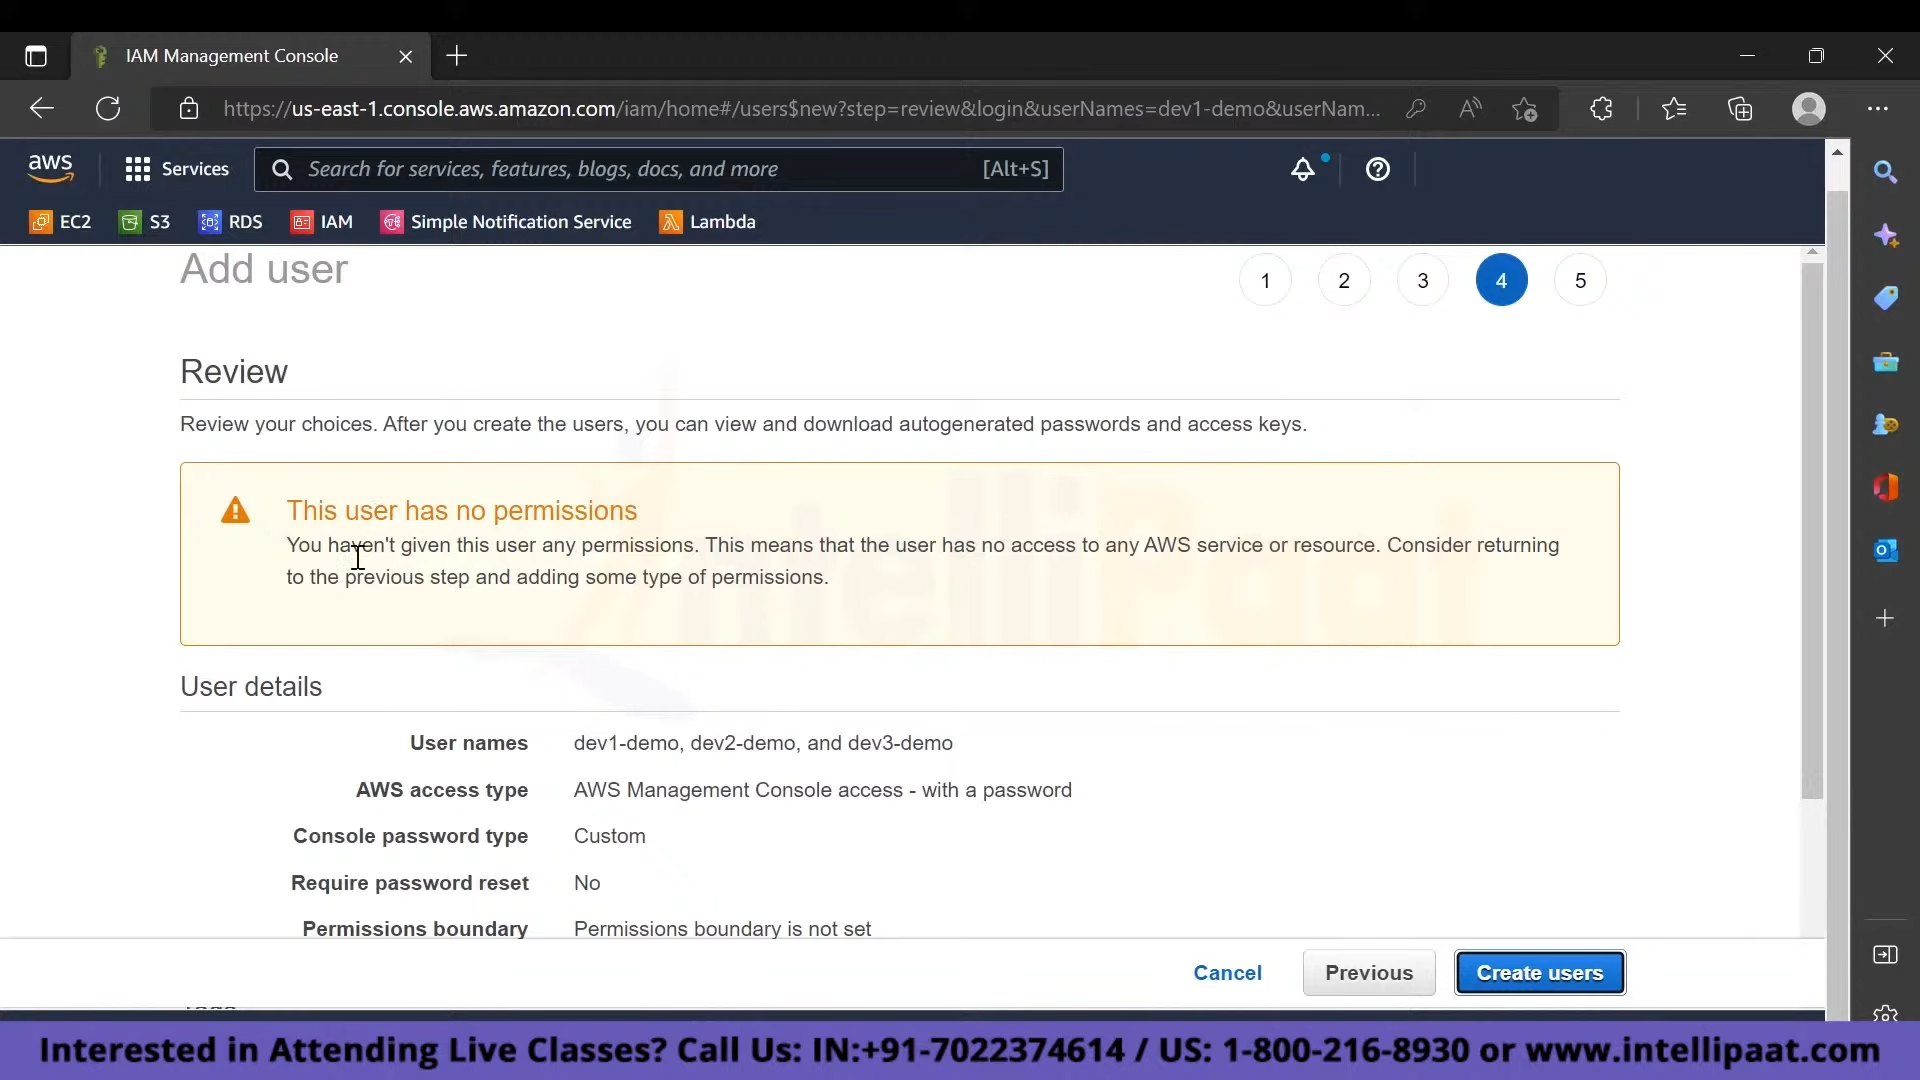 IAM Management Console
https://us-east-1.console.aws.amazon.com/iam/home#/users$new?step=review&login&userNames=dev1-demo&userNam...
aws
Services
Search for services, features, blogs, docs, and more
[Alt+S]
EC2
S3
RDS
IAM
Simple Notification Service
Lambda
Add user
1
2
3
4
5
Review
Review your choices. After you create the users, you can view and download autogenerated passwords and access keys.
This user has no permissions
You haven't given this user any permissions. This means that the user has no access to any AWS service or resource. Consider returning
to the previous step and adding some type of permissions.
IntelliPaat
User details
User names dev1-demo, dev2-demo, and dev3-demo
AWS access type AWS Management Console access - with a password
Console password type Custom
Require password reset No
Permissions boundary Permissions boundary is not set
Cancel
Previous
Create users
Interested in Attending Live Classes? Call Us: IN:+91-7022374614 / US: 1-800-216-8930 or www.intellipaat.com